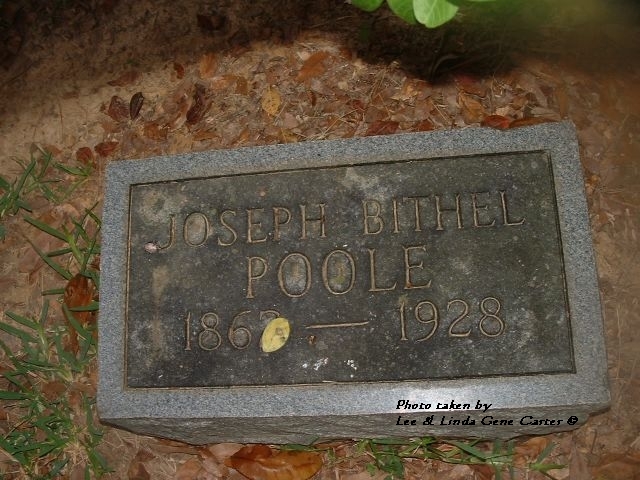 JOSEPH BITHEL
POOLE
— 1928
Photo taken by
Lee & Linda Gene Carter ©